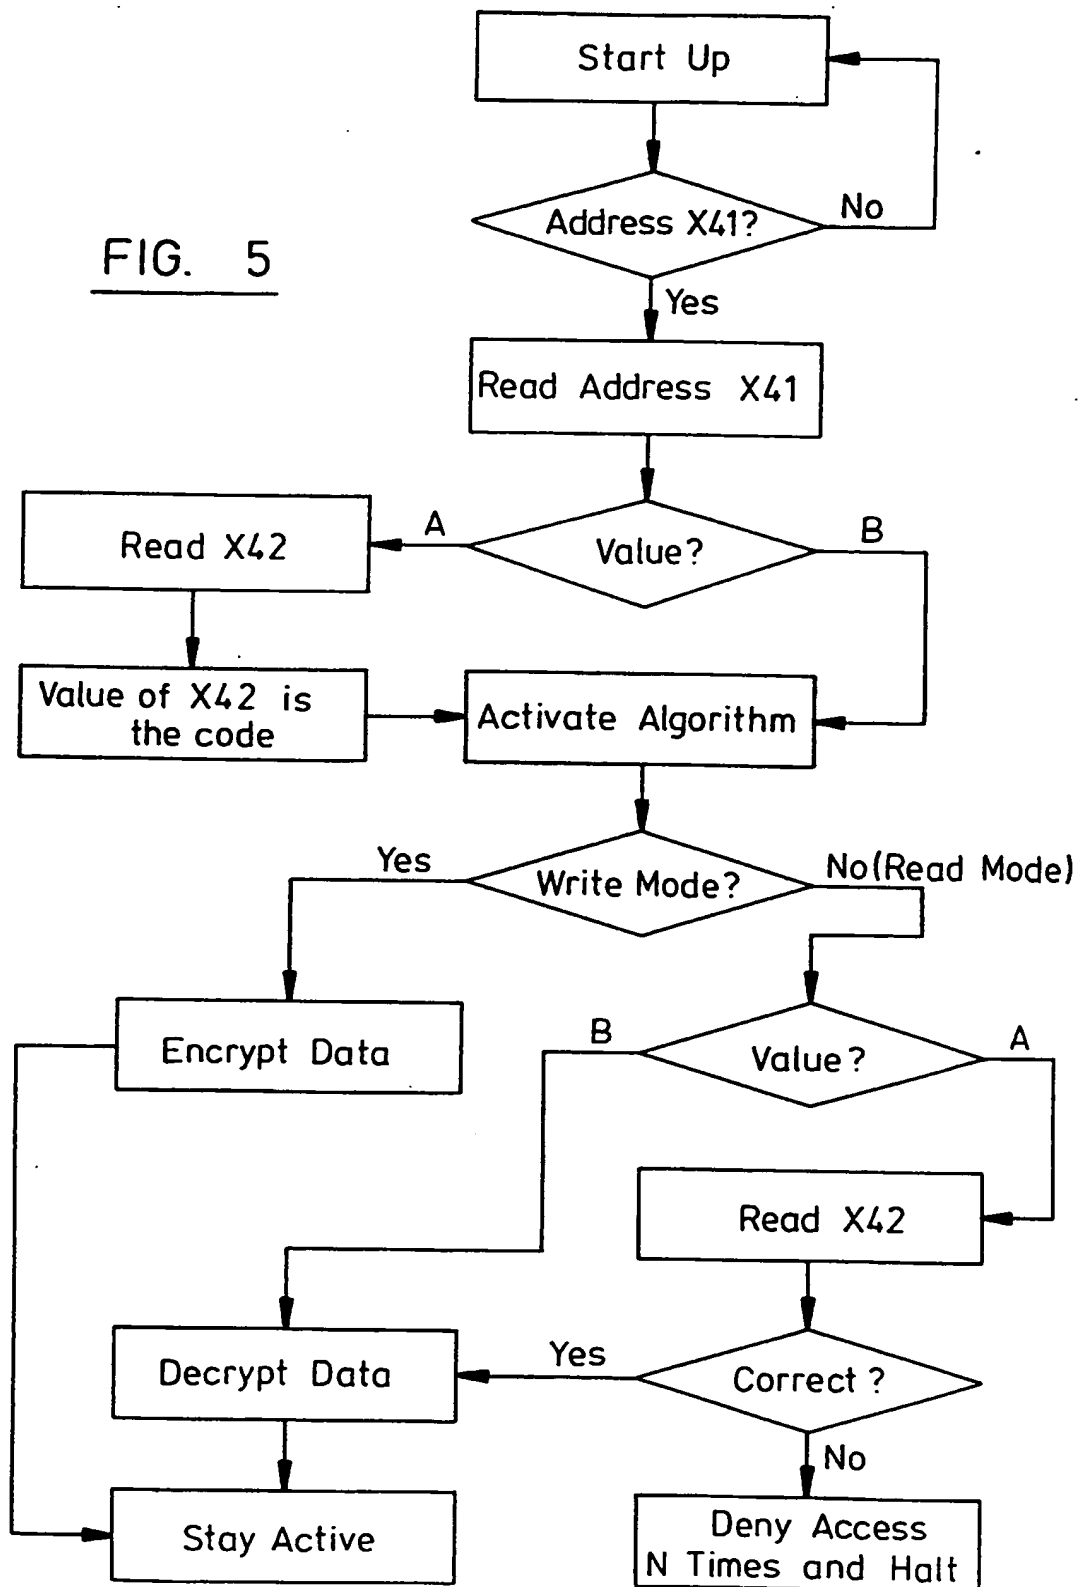 Start Up
Address X41?
No
FIG. 5
Yes
Read Address X41
A
B
Read X42
Value?
Value of X42 is
the code
Activate Algorithm
Yes
Write Mode?
No(Read Mode)
Encrypt Data
B
Value?
A
Read X42
Decrypt Data
Yes
Correct?
No
Stay Active
Deny Access
N Times and Halt